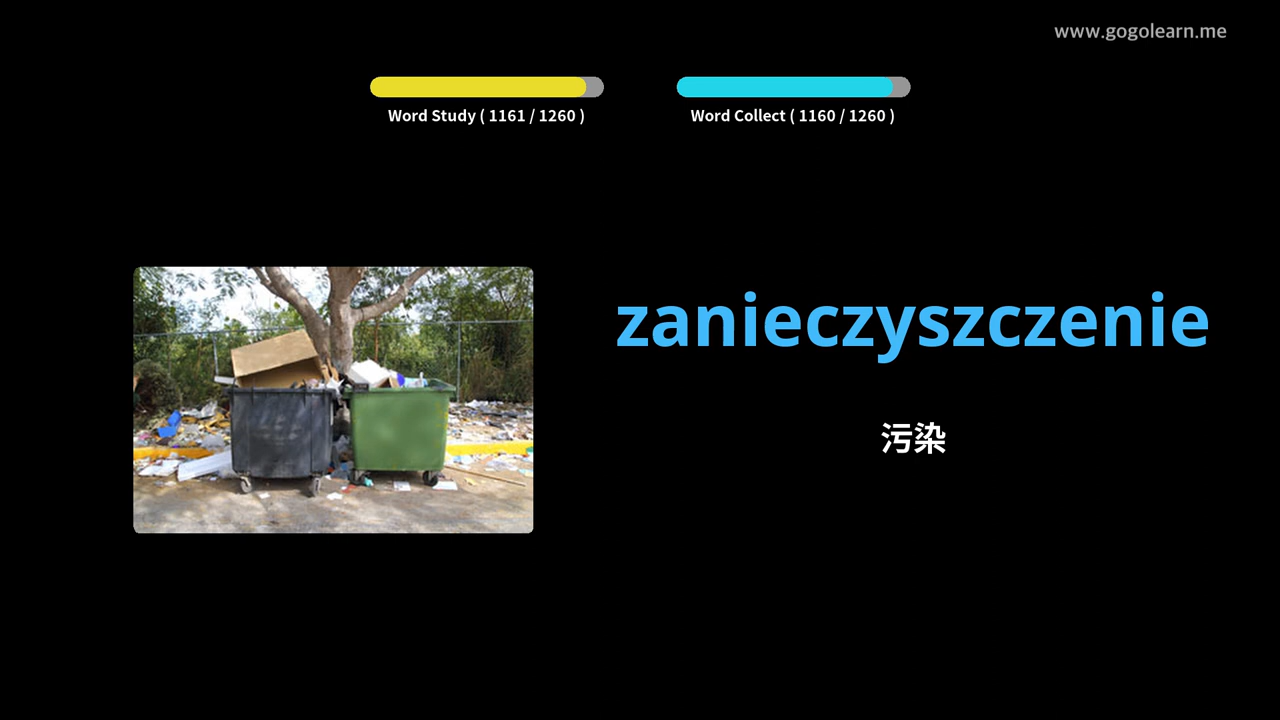 www.gogolearn.me
Word Study ( 1161 / 1260 )
Word Collect ( 1160 / 1260 )
zanieczyszczenie
污染